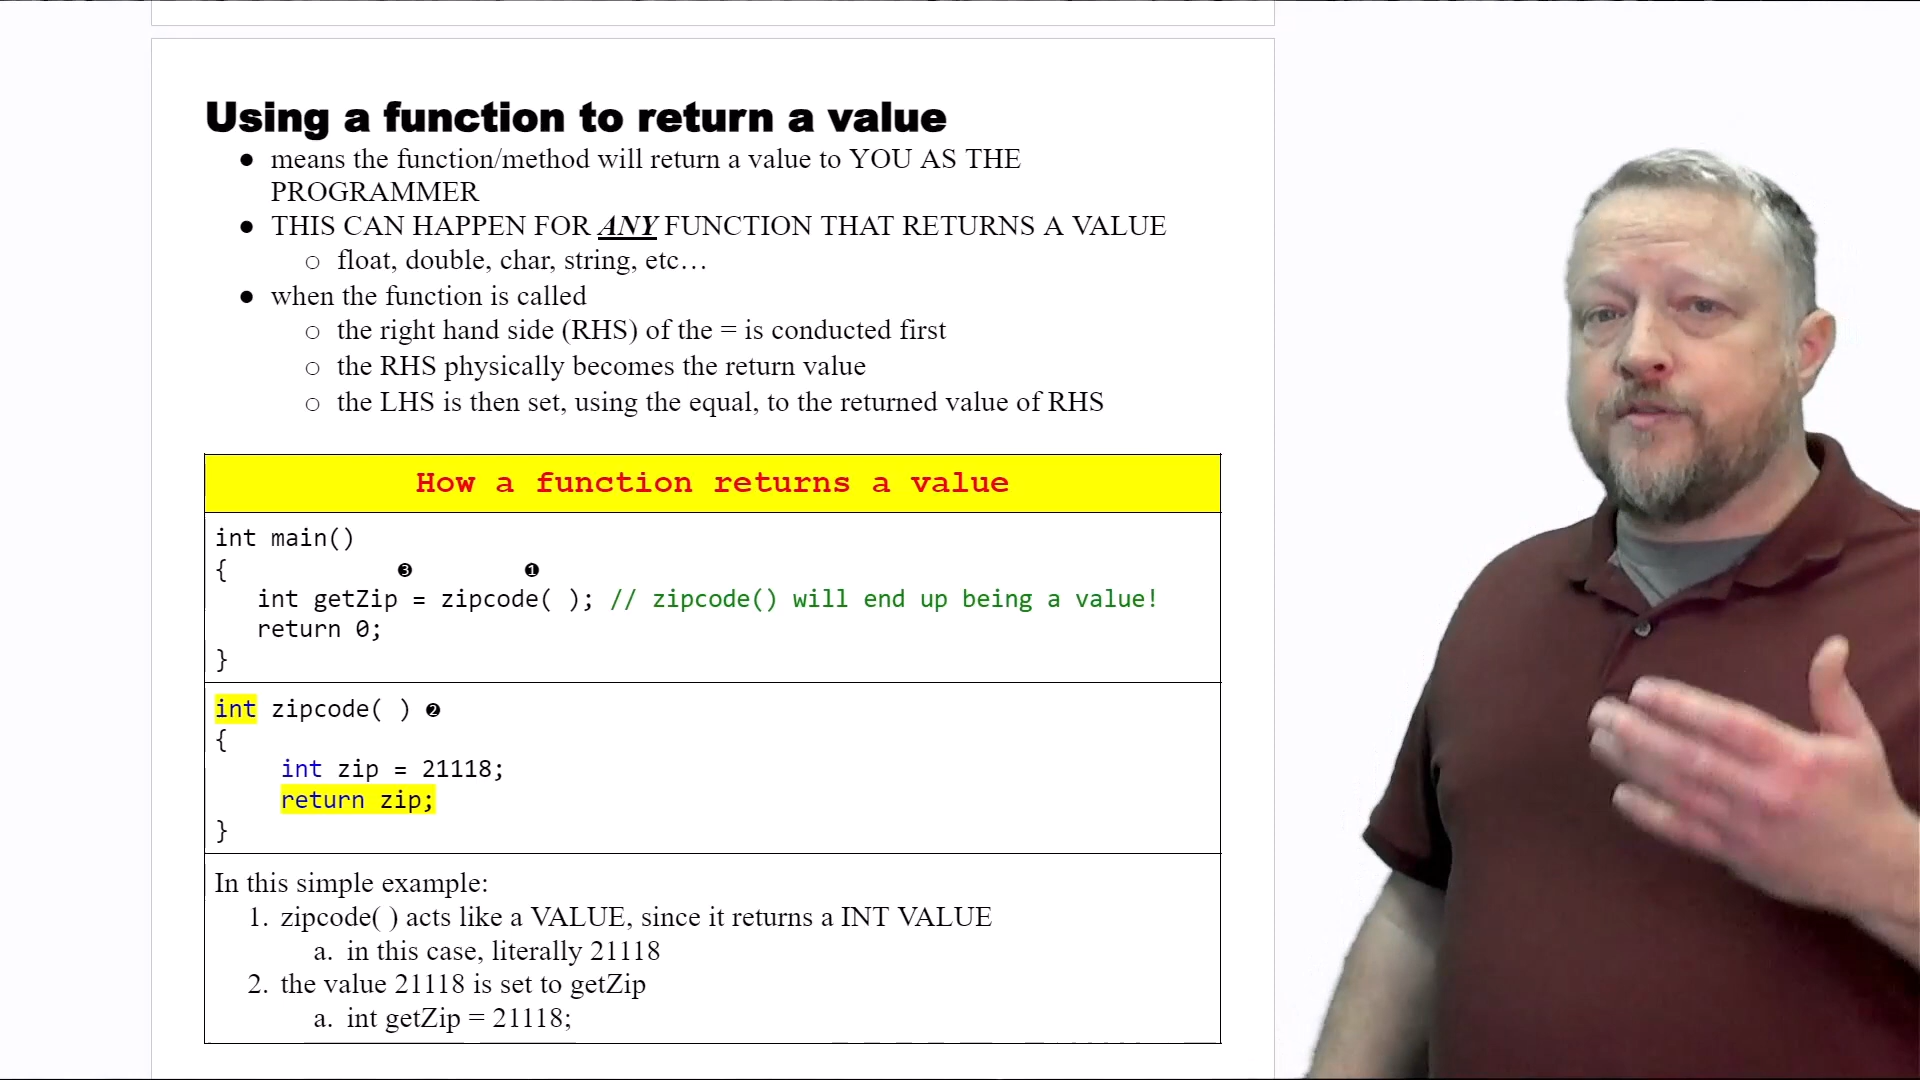 Using a function to return a value
● means the function/method will return a value to YOU AS THE
PROGRAMMER
● THIS CAN HAPPEN FOR ANY FUNCTION THAT RETURNS A VALUE
○ float, double, char, string, etc…
● when the function is called
○ the right hand side (RHS) of the = is conducted first
○ the RHS physically becomes the return value
○ the LHS is then set, using the equal, to the returned value of RHS
How a function returns a value
int main()
{ ❸ ❶
int getZip = zipcode( ); // zipcode() will end up being a value!
return 0;
}
int zipcode( ) ❷
{
int zip = 21118;
return zip;
}
In this simple example:
1. zipcode( ) acts like a VALUE, since it returns a INT VALUE
a. in this case, literally 21118
2. the value 21118 is set to getZip
a. int getZip = 21118;